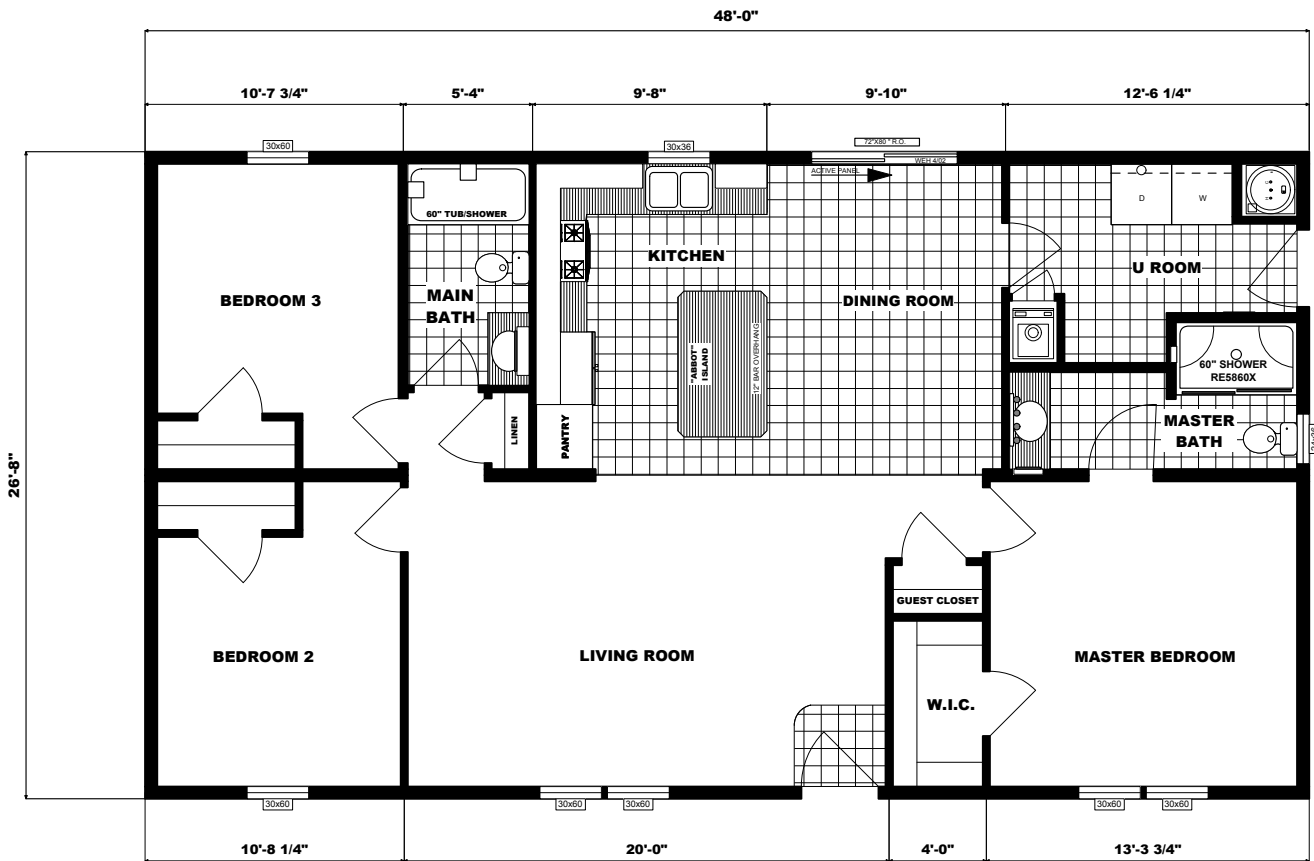 48'-0"
10'-7 3/4"
5'-4"
9'-8"
9'-10"
12'-6 1/4"
72"X80 " R.O.
30x60
30x36
WEH 4/02
ACTIVE PANEL
60" TUB/SHOWER
D
W
KITCHEN
U ROOM
BEDROOM 3
MAIN
BATH
DINING ROOM
"ABBOT"
ISLAND
12" BAR OVERHANG
60" SHOWER
RE5860X
LINEN
PANTRY
MASTER
BATH
26'-8"
GUEST CLOSET
BEDROOM 2
LIVING ROOM
MASTER BEDROOM
W.I.C.
30x60
30x60
30x60
30x60
30x60
10'-8 1/4"
20'-0"
4'-0"
13'-3 3/4"